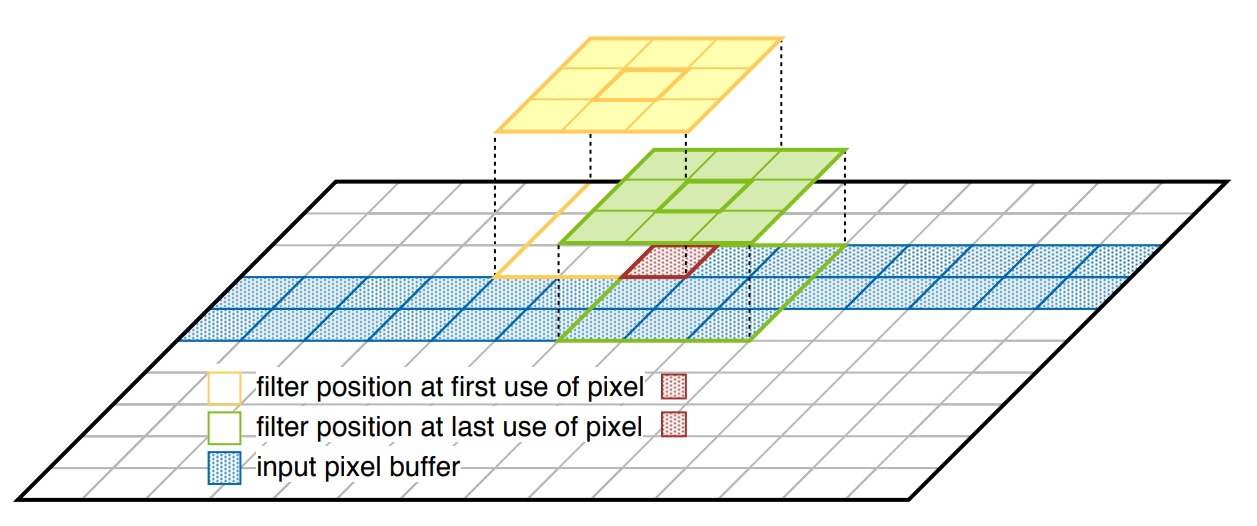 filter position at first use of pixel
filter position at last use of pixel
input pixel buffer